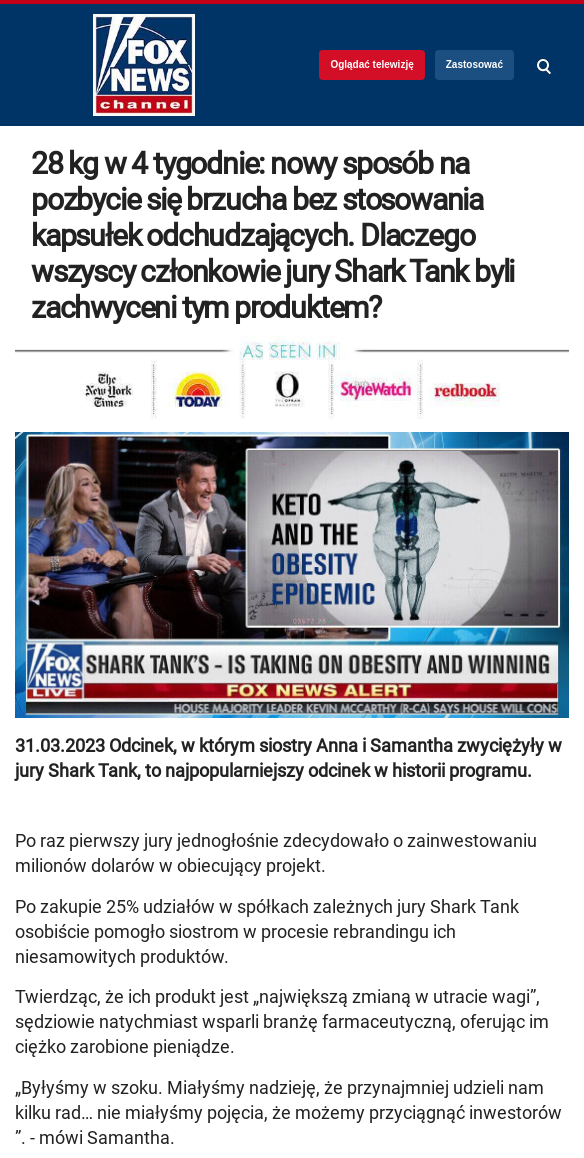 FOX
NEWS
channel
Oglądać telewizję
Zastosować
28 kg w 4 tygodnie: nowy sposób na
pozbycie się brzucha bez stosowania
kapsułek odchudzających. Dlaczego
wszyscy członkowie jury Shark Tank byli
zachwyceni tym produktem?
AS SEEN IN
The
New York
Times
TODAY
O
THE OPRAH
MAGAZINE
StyleWatch
redbook
KETO
AND THE
OBESITY
EPIDEMIC
FOX
NEWS
LIVE
SHARK TANK'S - IS TAKING ON OBESITY AND WINNING
FOX NEWS ALERT
HOUSE MAJORITY LEADER KEVIN MCCARTHY (R-CA) SAYS HOUSE WILL CONS
31.03.2023 Odcinek, w którym siostry Anna i Samantha zwyciężyły w
jury Shark Tank, to najpopularniejszy odcinek w historii programu.
Po raz pierwszy jury jednogłośnie zdecydowało o zainwestowaniu
milionów dolarów w obiecujący projekt.
Po zakupie 25% udziałów w spółkach zależnych jury Shark Tank
osobiście pomogło siostrom w procesie rebrandingu ich
niesamowitych produktów.
Twierdząc, że ich produkt jest „największą zmianą w utracie wagi”,
sędziowie natychmiast wsparli branżę farmaceutyczną, oferując im
ciężko zarobione pieniądze.
„Byłyśmy w szoku. Miałyśmy nadzieję, że przynajmniej udzieli nam
kilku rad... nie miałyśmy pojęcia, że możemy przyciągnąć inwestorów
”. - mówi Samantha.